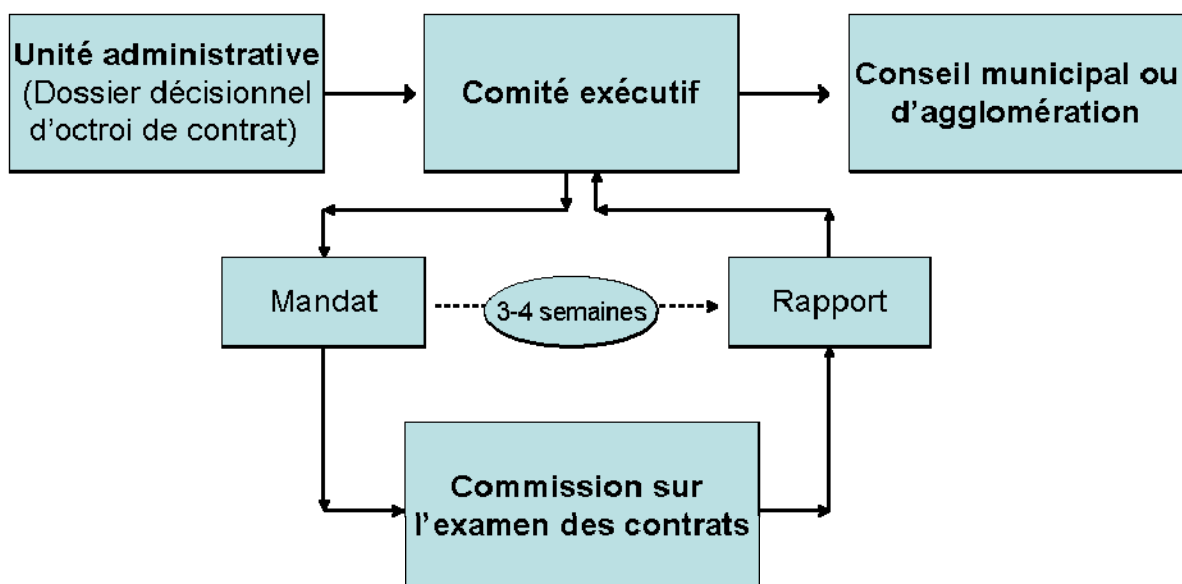 Unité administrative
(Dossier décisionnel
d'octroi de contrat)
Comité exécutif
Conseil municipal ou
d'agglomération
Mandat
3-4 semaines
Rapport
Commission sur
l'examen des contrats